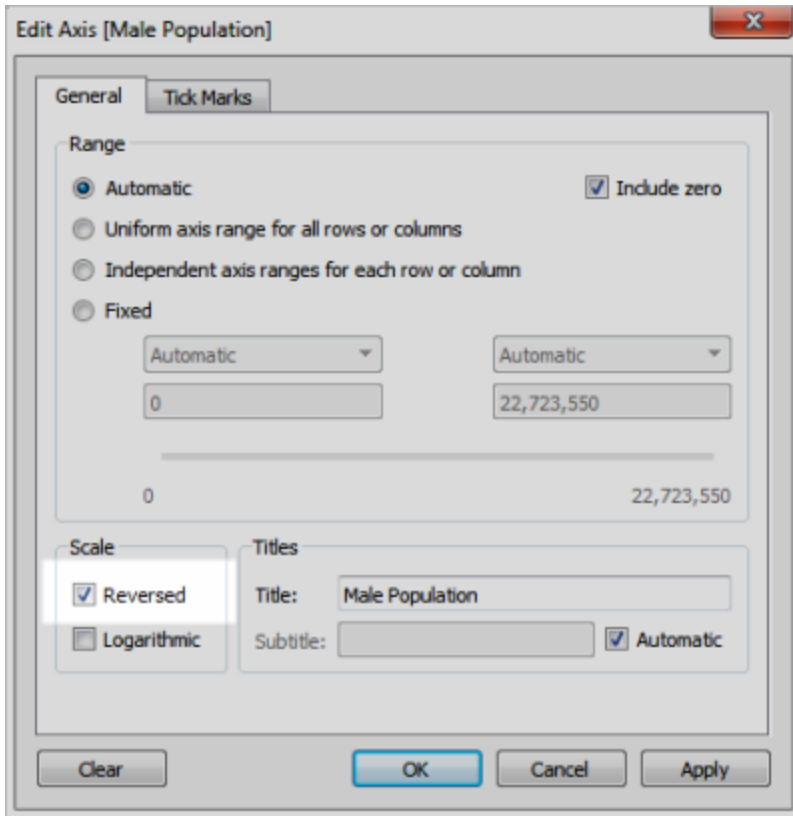 Edit Axis [Male Population]
General Tick Marks
Range
Automatic Include zero
Uniform axis range for all rows or columns
Independent axis ranges for each row or column
Fixed
Automatic Automatic
0 22,723,550
0 22,723,550
Scale Titles
Reversed Title: Male Population
Logarithmic Subtitle: Automatic
Clear OK Cancel Apply